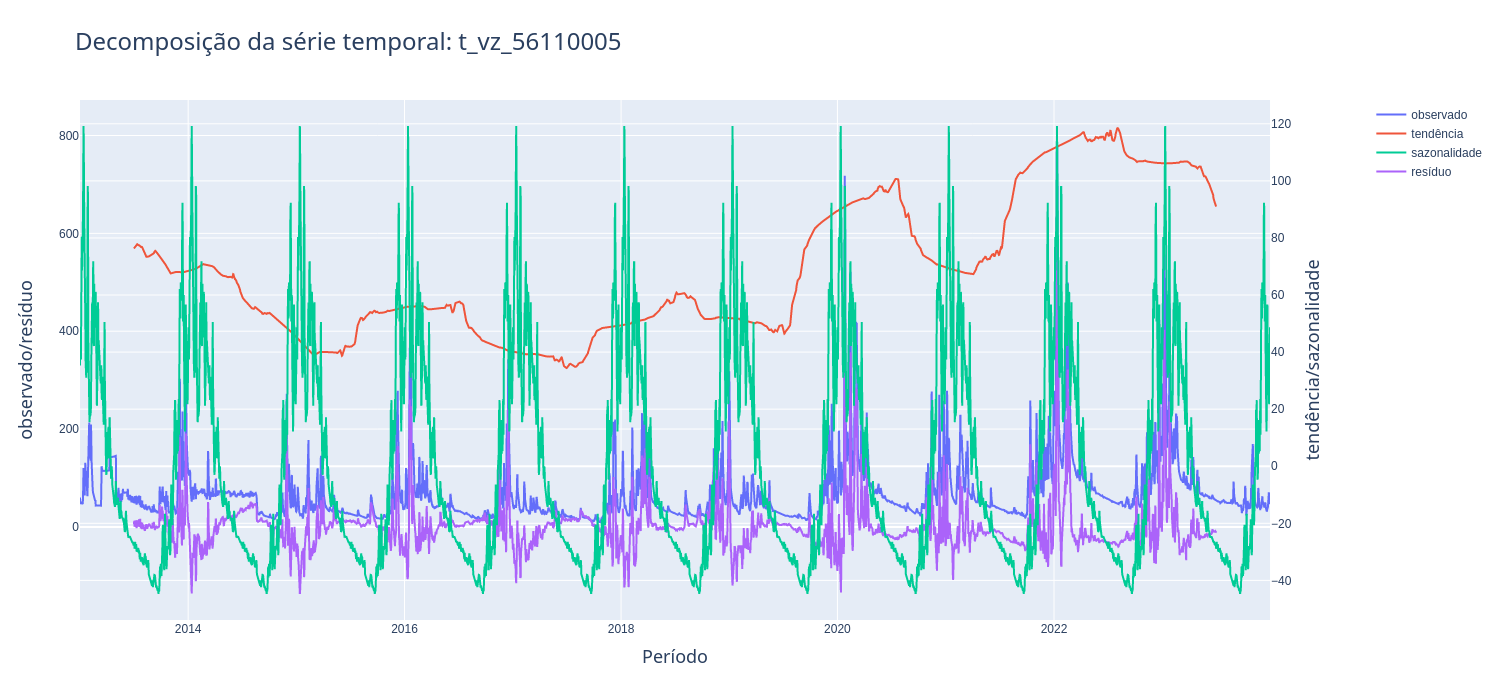 Decomposição da série temporal: t_vz_56110005
observado
tendência
sazonalidade
resíduo
observado/resíduo
800
600
400
200
0
120
100
80
60
40
20
0
−20
−40
tendência/sazonalidade
2014
2016
2018
2020
2022
Período